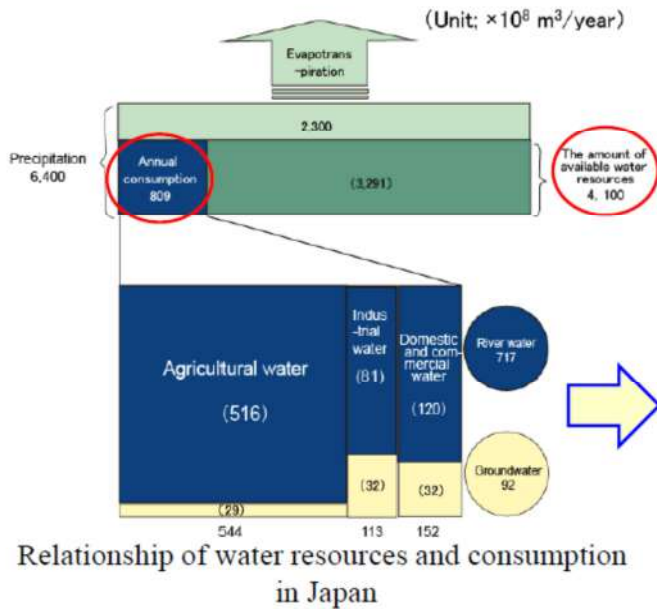 (Unit; ×10⁸ m³/year)
Evapotrans
-piration
2,300
Precipitation
6,400
Annual
consumption
809
(3,291)
The amount of
available water
resources
4, 100
Agricultural water
(516)
Indus
-trial
water
(81)
Domestic
and com-
mercial
water
(120)
River water
717
(29)
(32)
(32)
Groundwater
92
544
113
152
Relationship of water resources and consumption
in Japan